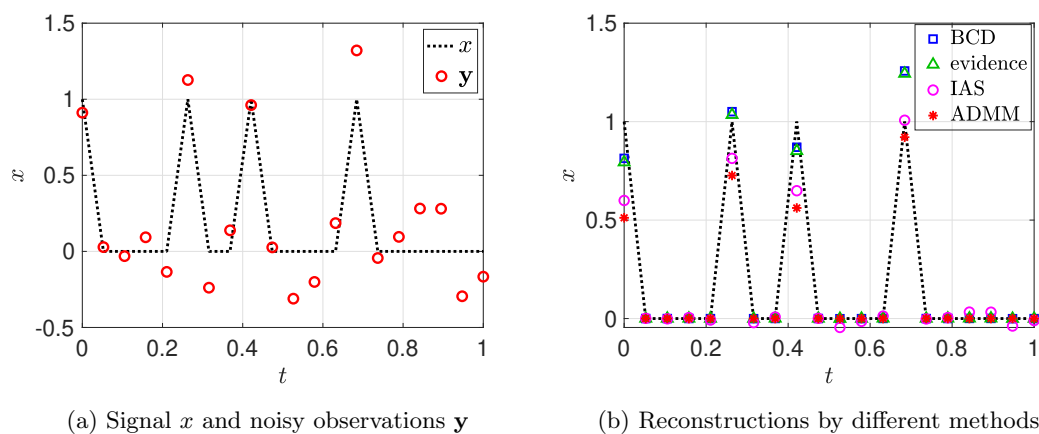 1.5
1
0.5
0
-0.5
x
0
0.2
0.4
0.6
0.8
1
t
x
y
(a) Signal x and noisy observations y
1.5
1
0.5
0
x
0
0.2
0.4
0.6
0.8
1
t
BCD
evidence
IAS
ADMM
(b) Reconstructions by different methods